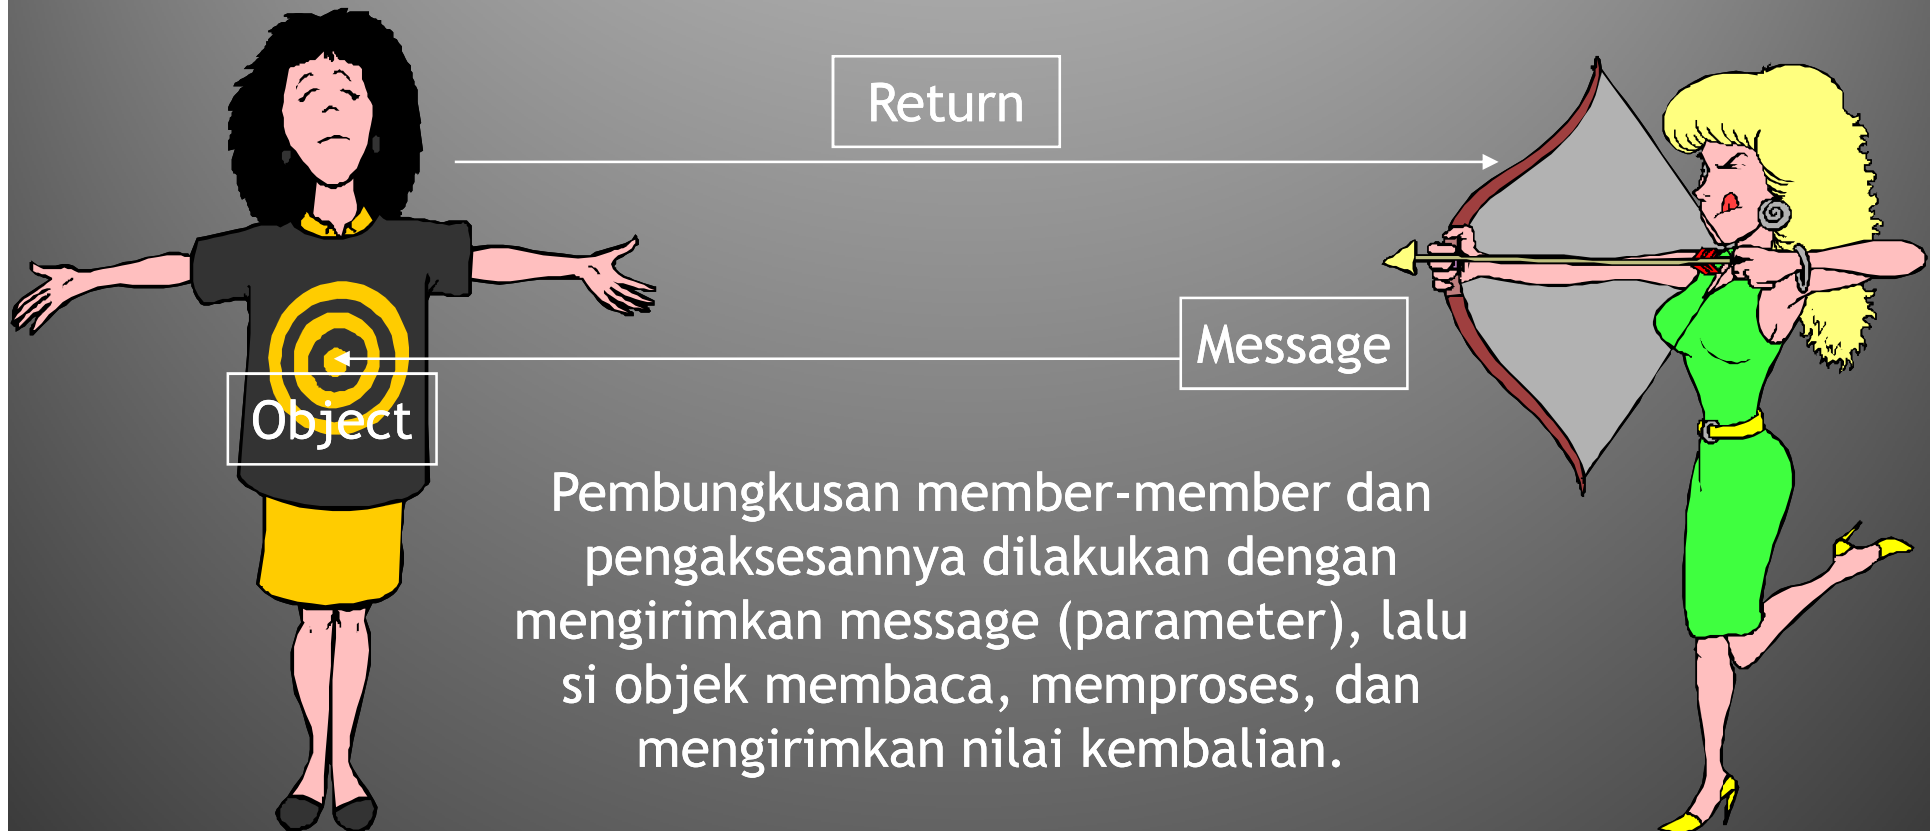 Return
Message
Object
Pembungkusan member-member dan
pengaksesannya dilakukan dengan
mengirimkan message (parameter), lalu
si objek membaca, memproses, dan
mengirimkan nilai kembalian.